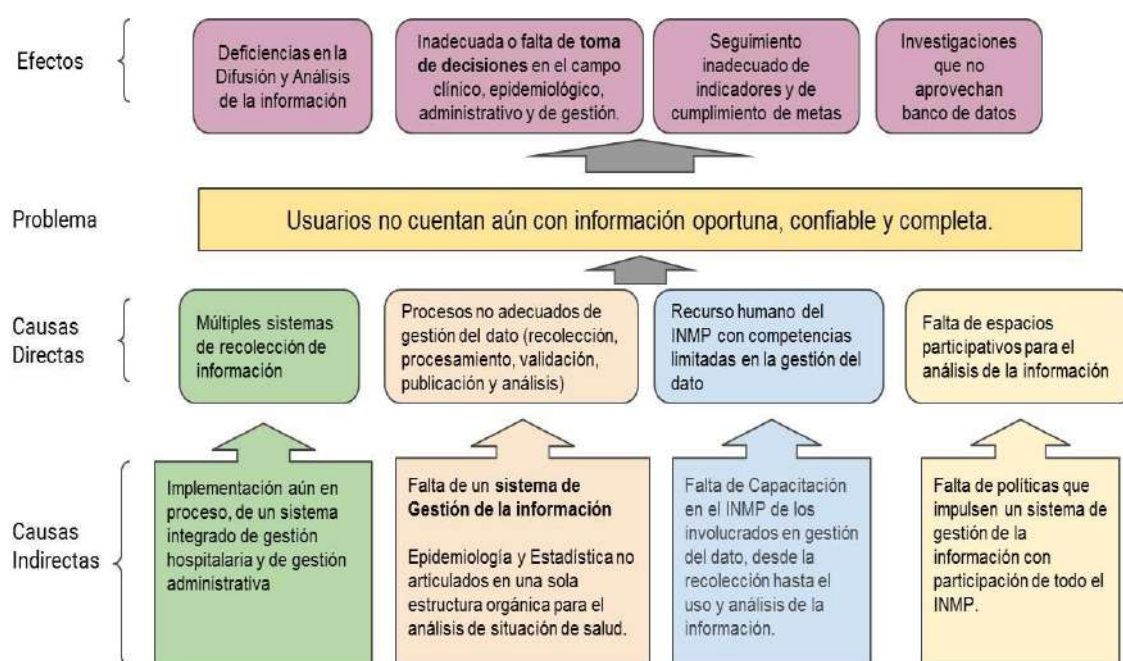 Efectos
Deficiencias en la
Difusión y Análisis
de la información
Inadecuada o falta de toma
de decisiones en el campo
clínico, epidemiológico,
administrativo y de gestión.
Seguimiento
inadecuado de
indicadores y de
cumplimiento de metas
Investigaciones
que no
aprovechan
banco de datos
Problema
Usuarios no cuentan aún con información oportuna, confiable y completa.
Causas
Directas
Múltiples sistemas
de recolección de
información
Procesos no adecuados de
gestión del dato (recolección,
procesamiento, validación,
publicación y análisis)
Recurso humano del
INMP con competencias
limitadas en la gestión del
dato
Falta de espacios
participativos para el
análisis de la información
Causas
Indirectas
Implementación aún en
proceso, de un sistema
integrado de gestión
hospitalaria y de gestión
administrativa
Falta de un sistema de
Gestión de la información
Epidemiología y Estadística no
articulados en una sola
estructura orgánica para el
análisis de situación de salud.
Falta de Capacitación
en el INMP de los
involucrados en gestión
del dato, desde la
recolección hasta el
uso y análisis de la
información.
Falta de políticas que
impulsen un sistema de
gestión de la
información con
participación de todo el
INMP.